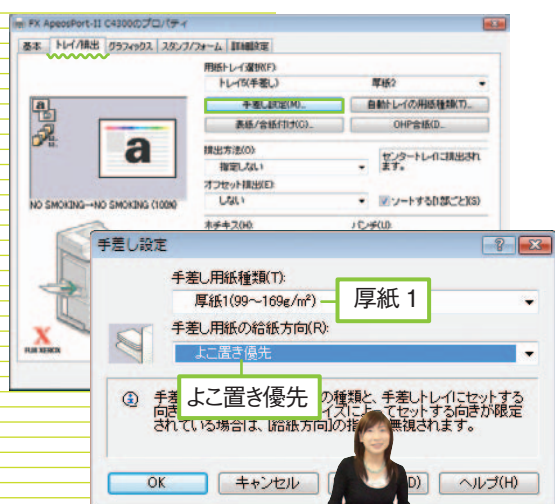 FX ApeosPort-II C4300のプロパティ
基本 トレイ/排出 グラフィックス スタンプ/フォーム 詳細設定
用紙トレイ選択(F):
トレイ5(手差し) 厚紙2
手差し設定(M)... 自動トレイの用紙種類(T)...
表紙/合紙付け(O)... OHP合紙(D)...
排出方法(O):
指定しない
センタートレイに排出されます。
オフセット排出(E):
しない ソートする(1部ごと)(S)
NO SMOKING→NO SMOKING (100%)
ホチキス(H): パンチ(U):
手差し設定
手差し用紙種類(T):
厚紙1(99~169g/m²)
厚紙 1
手差し用紙の給紙方向(R):
よこ置き優先
よこ置き優先
手差 の種類と、手差しトレイにセットする
向き イズによってセットする向きが限定
されている場合は、[給紙方向]の指 無視されます。
X
FUJI XEROX
OK キャンセル D) ヘルプ(H)